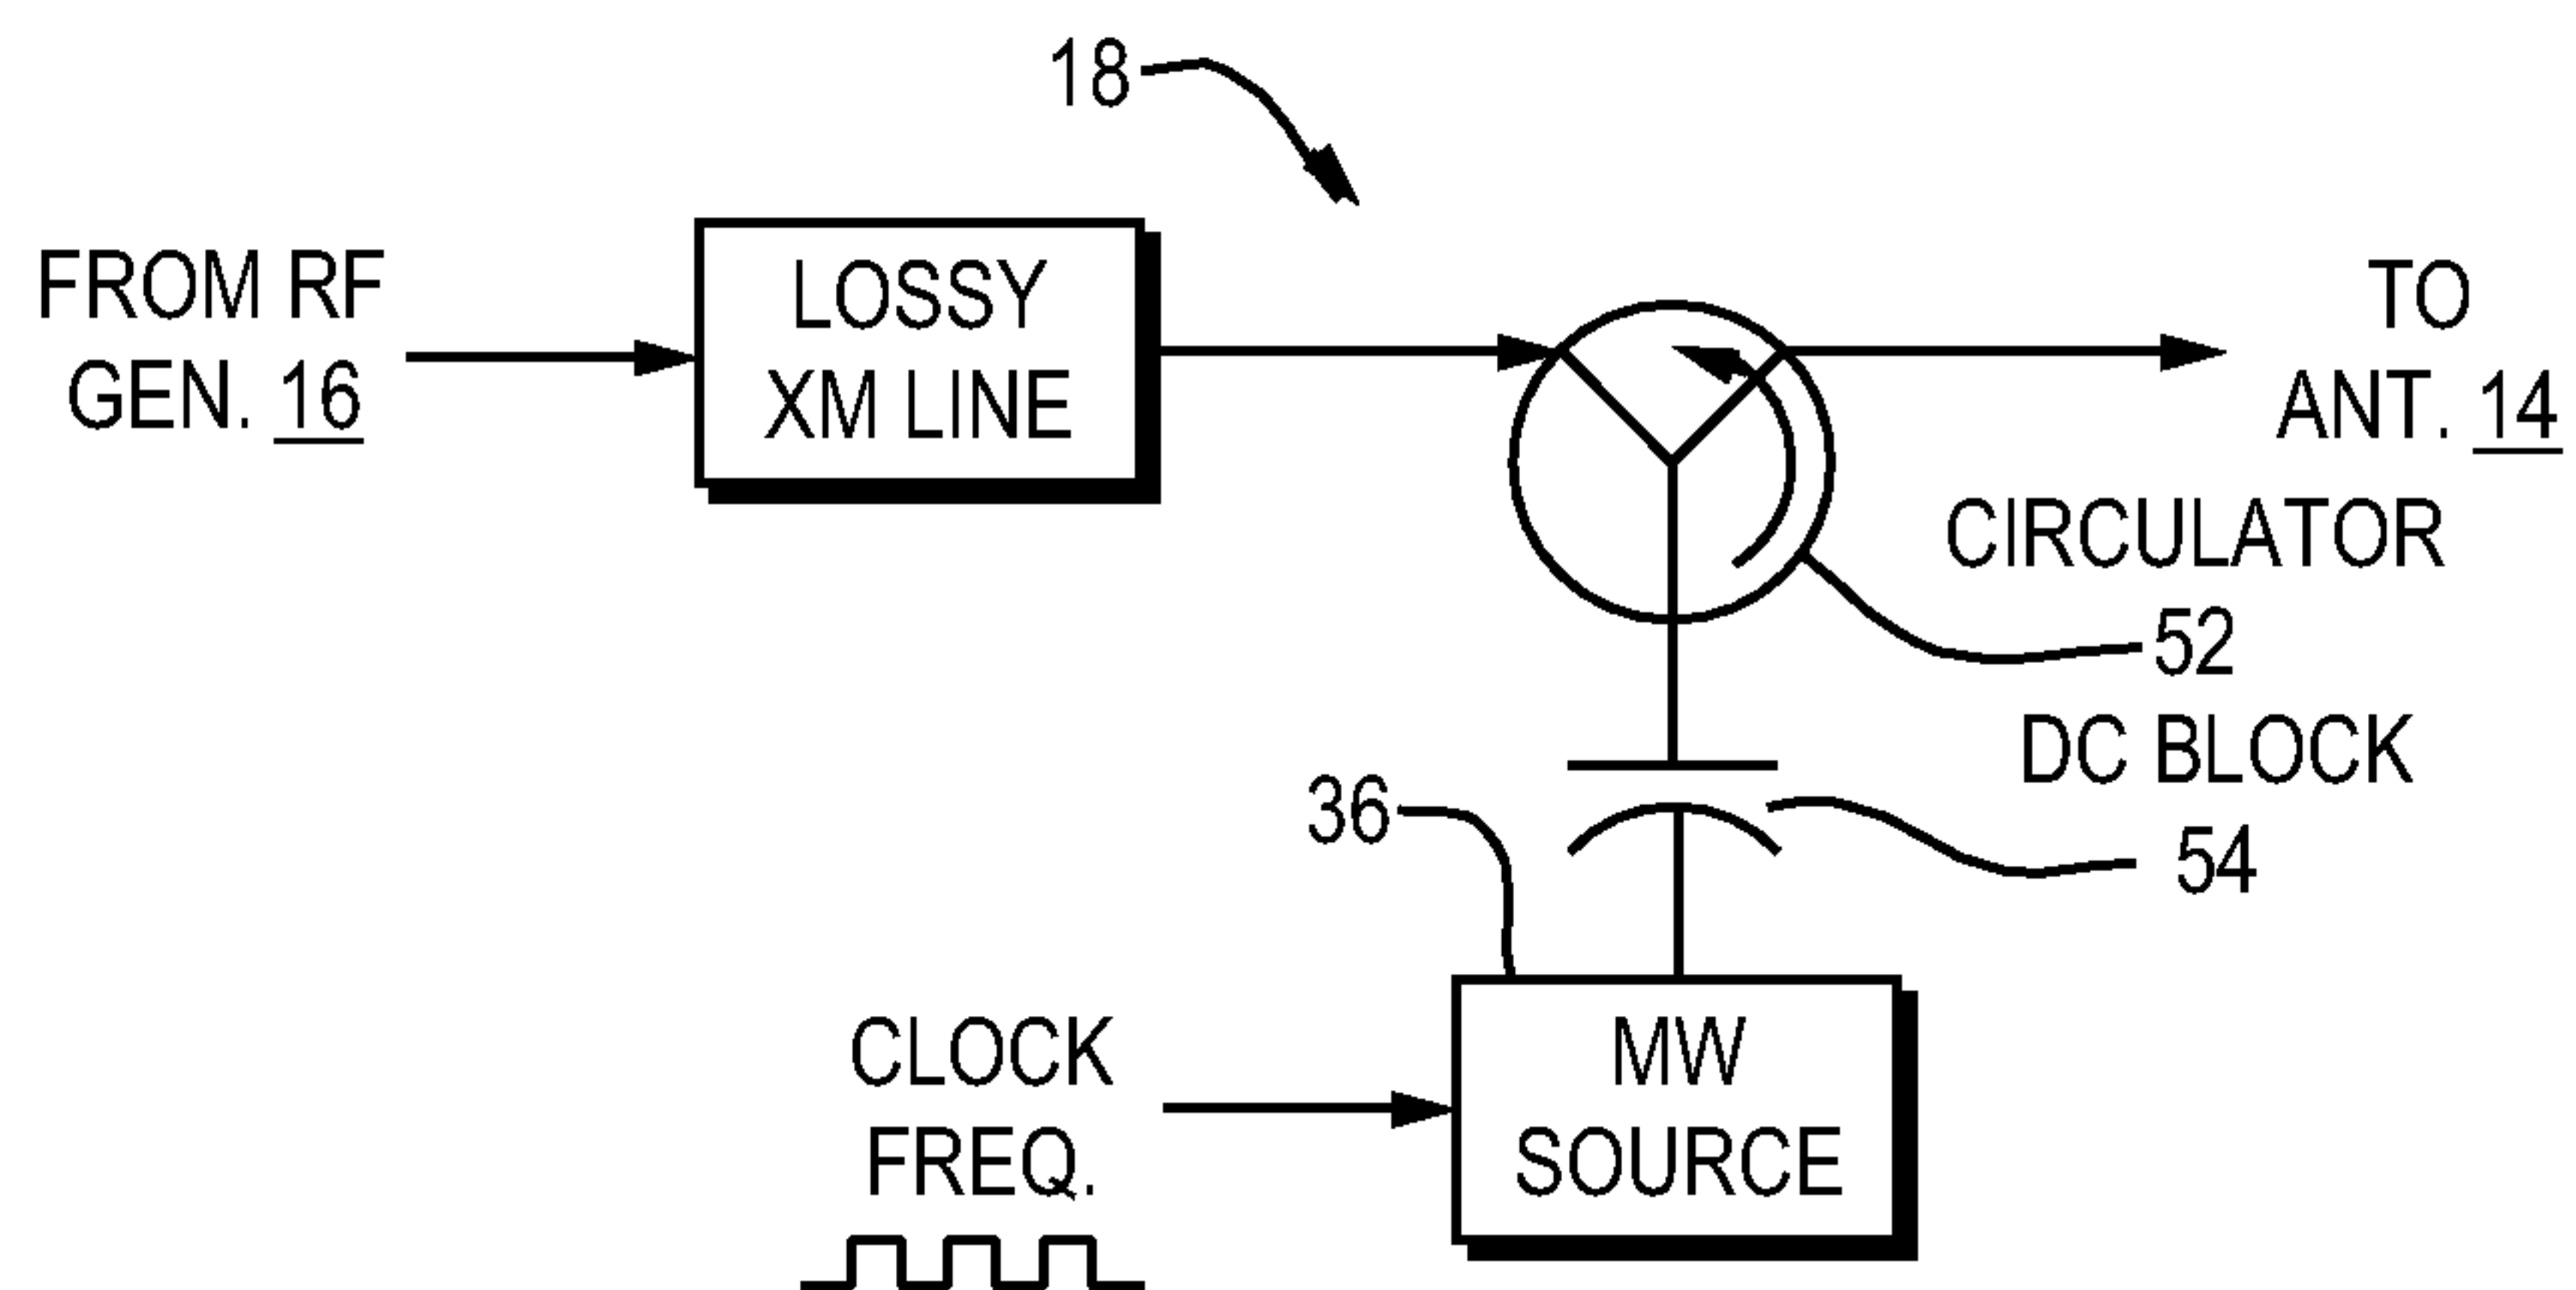 18
FROM RF
GEN. 16
LOSSY
XM LINE
TO
ANT. 14
CIRCULATOR
52
DC BLOCK
54
36
CLOCK
FREQ.
MW
SOURCE